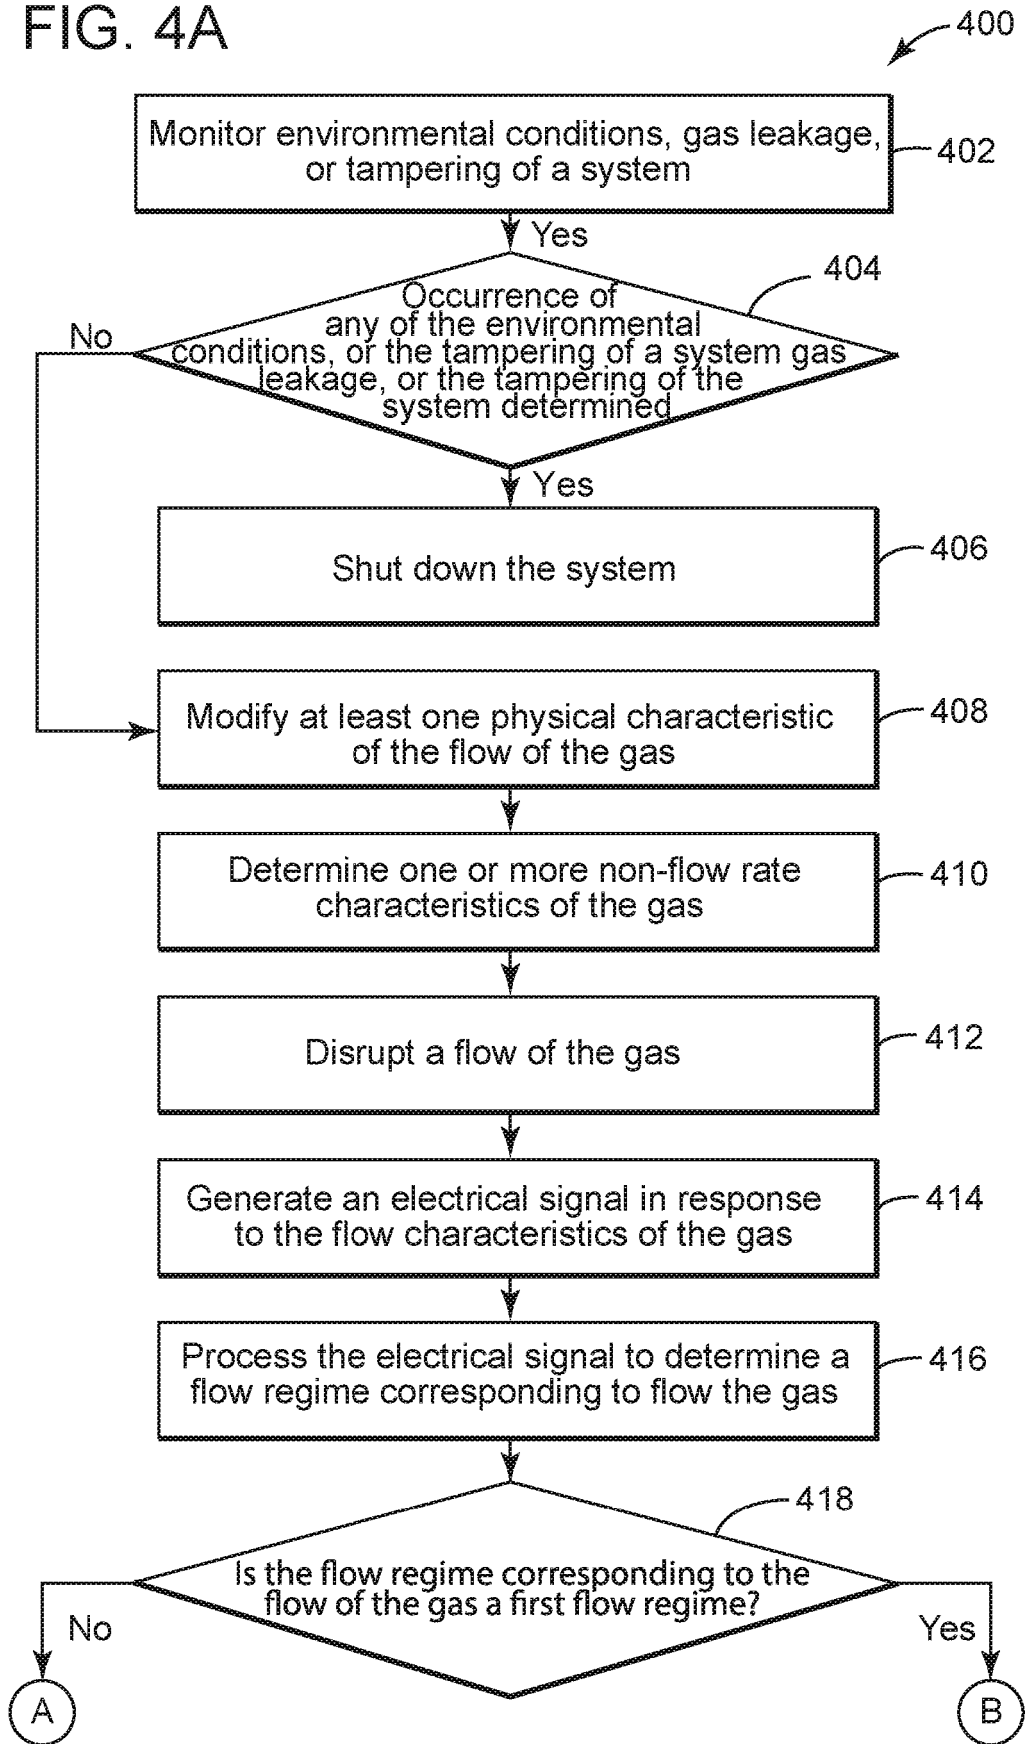 FIG. 4A
400
Monitor environmental conditions, gas leakage,
or tampering of a system
402
Yes
404
Occurrence of
any of the environmental
conditions, or the tampering of a system gas
leakage, or the tampering of the
system determined
No
Yes
Shut down the system
406
Modify at least one physical characteristic
of the flow of the gas
408
Determine one or more non-flow rate
characteristics of the gas
410
Disrupt a flow of the gas
412
Generate an electrical signal in response
to the flow characteristics of the gas
414
Process the electrical signal to determine a
flow regime corresponding to flow the gas
416
418
Is the flow regime corresponding to the
flow of the gas a first flow regime?
No
Yes
A
B